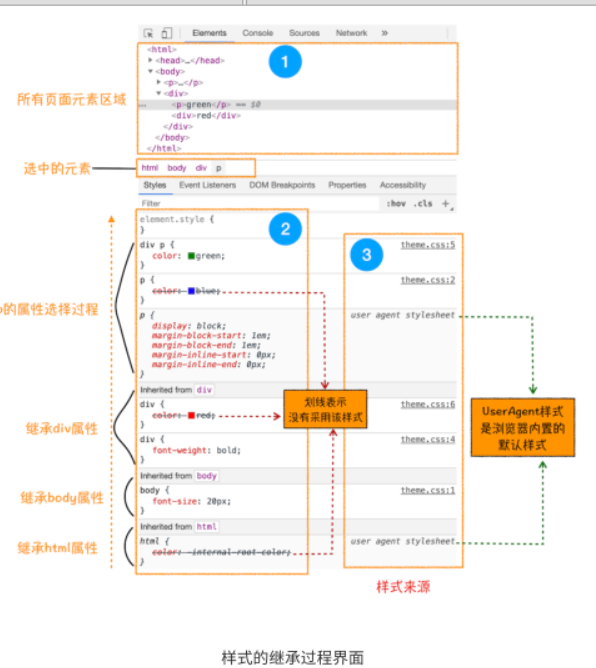 Elements Console Sources Network »
<html>
▶<head>…</head>
▼<body>
▶<p>…</p>
▼<div>
… <p>green</p> == $0
<div>red</div>
</div>
</body>
</html>
1
所有页面元素区域
选中的元素
html body div p
Styles Event Listeners DOM Breakpoints Properties Accessibility
Filter :hov .cls +
element.style {
}
2
div p { theme.css:5
color: green;
}
3
p { theme.css:2
color: blue;
}
的属性选择过程
p { user agent stylesheet
display: block;
margin-block-start: 1em;
margin-block-end: 1em;
margin-inline-start: 0px;
margin-inline-end: 0px;
}
Inherited from div
div { theme.css:6
color: red;
}
划线表示
没有采用该样式
UserAgent样式
是浏览器内置的
默认样式
继承div属性
div { theme.css:4
font-weight: bold;
}
Inherited from body
继承body属性
body { theme.css:1
font-size: 20px;
}
Inherited from html
继承html属性
html { user agent stylesheet
color: -internal-root-color;
}
样式来源
样式的继承过程界面